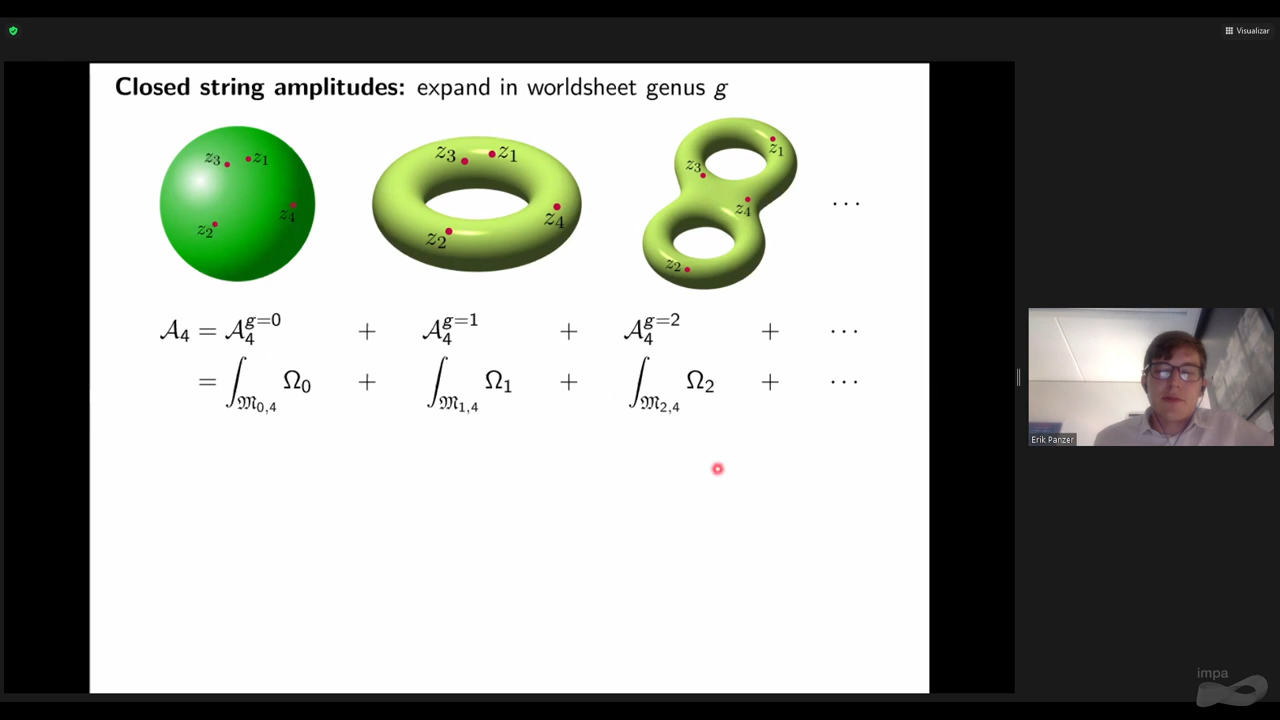 Visualizar
Closed string amplitudes: expand in worldsheet genus g
z₃ z₁
z₂ z₄
z₃ z₁
z₂ z₄
z₁
z₃
z₄
z₂
⋯
𝒜₄ = 𝒜₄^{g=0} + 𝒜₄^{g=1} + 𝒜₄^{g=2} + ⋯
= ∫_{𝔐₀,₄} Ω₀ + ∫_{𝔐₁,₄} Ω₁ + ∫_{𝔐₂,₄} Ω₂ + ⋯
Erik Panzer
impa